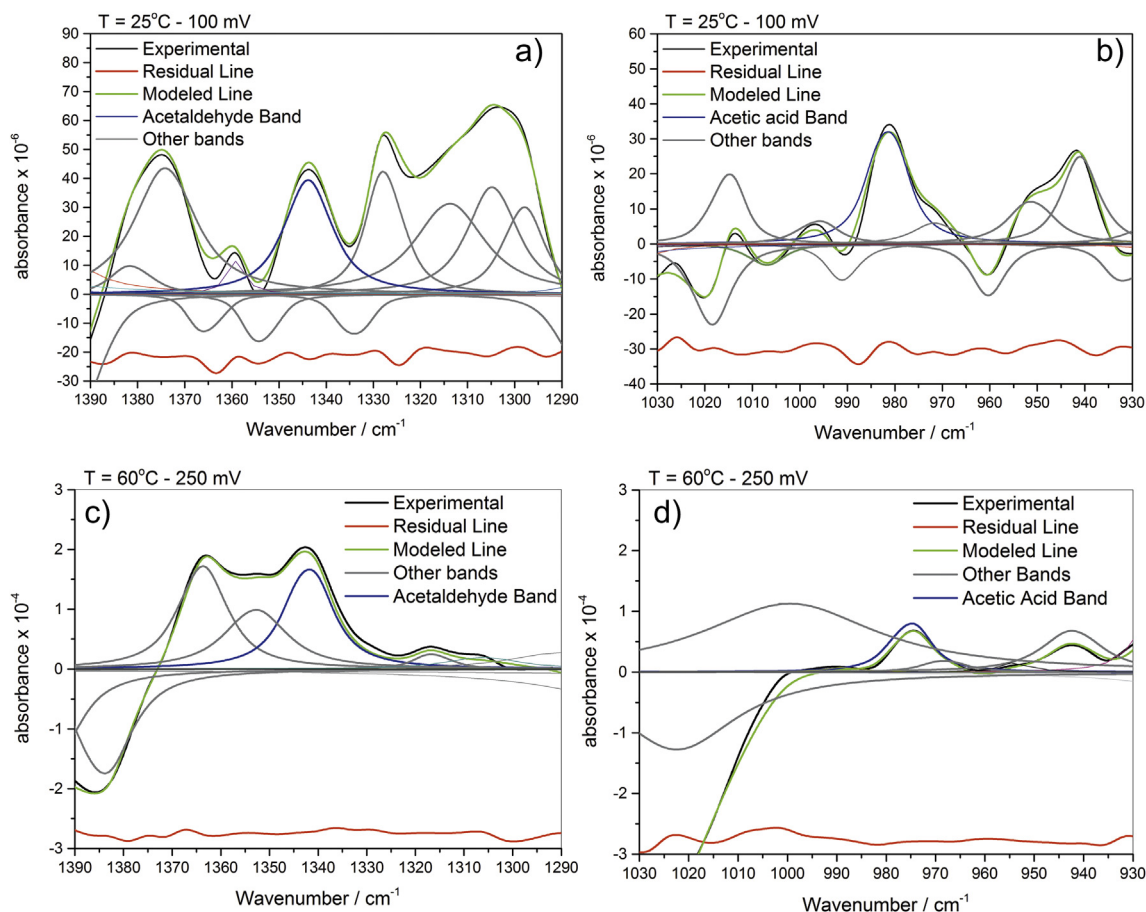 T = 25°C - 100 mV
a)
Experimental
Residual Line
Modeled Line
Acetaldehyde Band
Other bands
absorbance x 10-6
90
80
70
60
50
40
30
20
10
0
-10
-20
-30
1390 1380 1370 1360 1350 1340 1330 1320 1310 1300 1290
Wavenumber / cm-1
T = 25°C - 100 mV
b)
Experimental
Residual Line
Modeled Line
Acetic acid Band
Other bands
absorbance x 10-6
60
50
40
30
20
10
0
-10
-20
-30
-40
1030 1020 1010 1000 990 980 970 960 950 940 930
Wavenumber / cm-1
T = 60°C - 250 mV
c)
Experimental
Residual Line
Modeled Line
Other bands
Acetaldehyde Band
absorbance x 10-4
3
2
1
0
-1
-2
-3
1390 1380 1370 1360 1350 1340 1330 1320 1310 1300 1290
Wavenumber / cm-1
T = 60°C - 250 mV
d)
Experimental
Residual Line
Modeled Line
Other Bands
Acetic Acid Band
absorbance x 10-4
3
2
1
0
-1
-2
-3
1030 1020 1010 1000 990 980 970 960 950 940 930
Wavenumber / cm-1